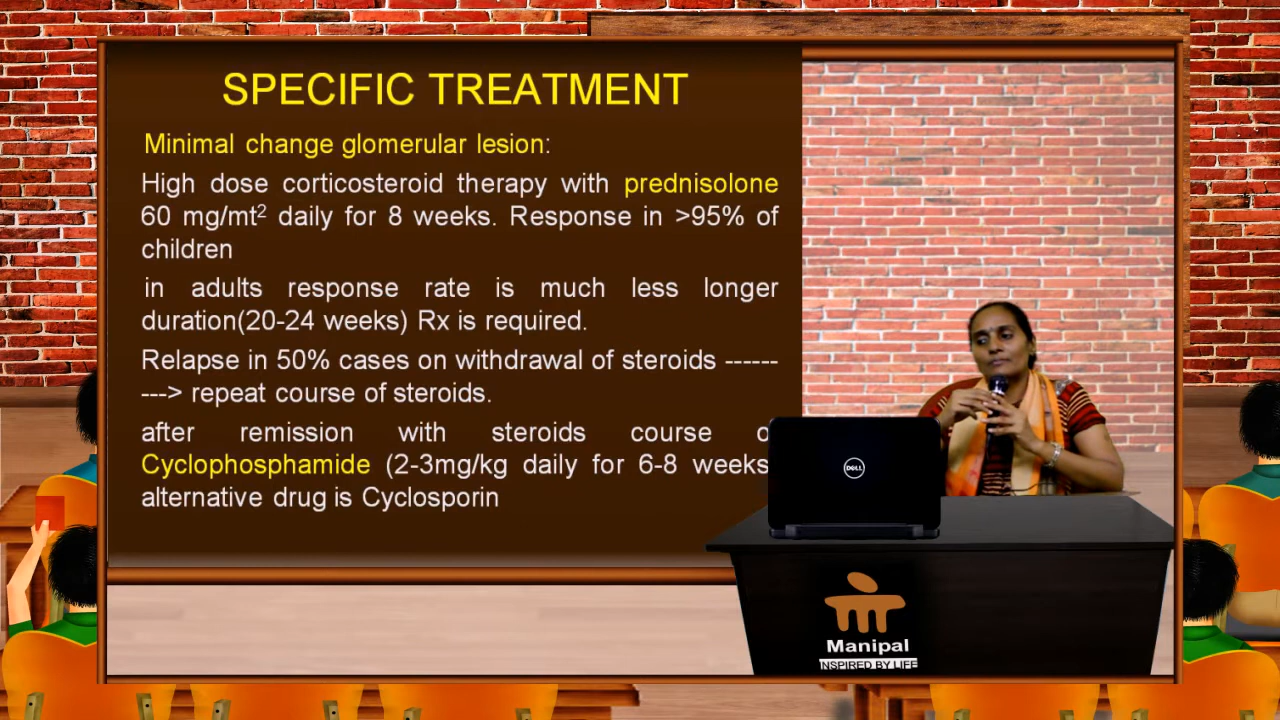 SPECIFIC TREATMENT
Minimal change glomerular lesion:
High dose corticosteroid therapy with prednisolone
60 mg/mt² daily for 8 weeks. Response in >95% of
children
in adults response rate is much less longer
duration(20-24 weeks) Rx is required.
Relapse in 50% cases on withdrawal of steroids ------
---> repeat course of steroids.
after remission with steroids course
Cyclophosphamide (2-3mg/kg daily for 6-8 weeks
alternative drug is Cyclosporin
DELL
Manipal
INSPIRED BY LIFE